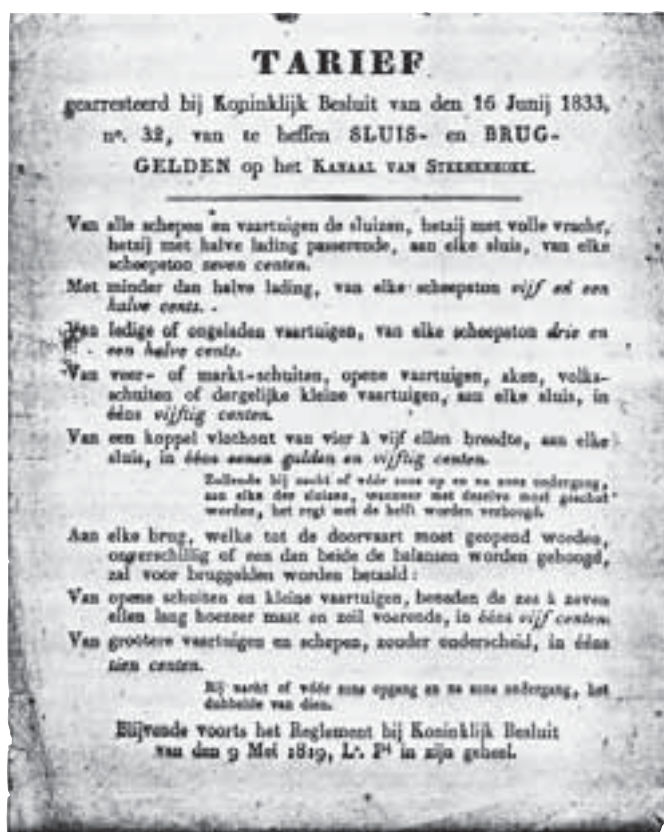 TARIEF
gearresteerd bij Koninklijk Besluit van den 16 Junij 1833,
no. 32, van te heffen SLUIS- en BRUG-
GELDEN op het KANAAL VAN STEENENHOEK.
Van alle schepen en vaartuigen de sluizen, hetzij met volle vracht,
hetzij met halve lading passerende, aan elke sluis, van elke
scheepston zeven centen.
Met minder dan halve lading, van elke scheepston vijf en een
halve cents.
Van ledige of ongeladen vaartuigen, van elke scheepston drie en
een halve cents.
Van veer- of markt-schuiten, opene vaartuigen, aken, volks-
schuiten of dergelijke kleine vaartuigen, aan elke sluis, in
ééns vijftig centen.
Van een koppel vlothout van vier à vijf ellen breedte, aan elke
sluis, in ééns eenen gulden en vijftig centen.
Zullende bij nacht of vóór zons op en na zons ondergang,
aan elke der sluizen, wanneer met dezelve moet geschut
worden, het regt met de helft worden verhoogd.
Aan elke brug, welke tot de doorvaart moet geopend worden,
onverschillig of een dan beide de balansen worden gehoogd,
zal voor bruggelden worden betaald:
Van opene schuiten en kleine vaartuigen, beneden de zes à zeven
ellen lang hoezeer mast en zeil voerende, in ééns vijf centen.
Van grootere vaartuigen en schepen, zonder onderscheid, in ééns
tien centen.
Bij nacht of vóór zons opgang en na zons ondergang, het
dubbelde van dien.
Blijvende voorts het Reglement bij Koninklijk Besluit
van den 9 Mei 1819, in zijn geheel.